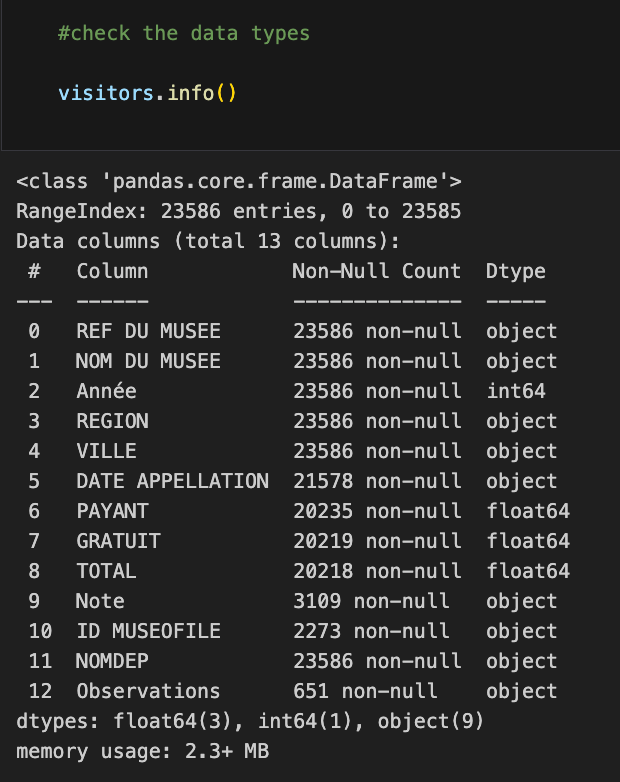 #check the data types
visitors.info()
<class 'pandas.core.frame.DataFrame'>
RangeIndex: 23586 entries, 0 to 23585
Data columns (total 13 columns):
 #   Column            Non-Null Count  Dtype
---  ------            --------------  -----
 0   REF DU MUSEE      23586 non-null  object
 1   NOM DU MUSEE      23586 non-null  object
 2   Année             23586 non-null  int64
 3   REGION            23586 non-null  object
 4   VILLE             23586 non-null  object
 5   DATE APPELLATION  21578 non-null  object
 6   PAYANT            20235 non-null  float64
 7   GRATUIT           20219 non-null  float64
 8   TOTAL             20218 non-null  float64
 9   Note              3109 non-null   object
 10  ID MUSEOFILE      2273 non-null   object
 11  NOMDEP            23586 non-null  object
 12  Observations      651 non-null    object
dtypes: float64(3), int64(1), object(9)
memory usage: 2.3+ MB